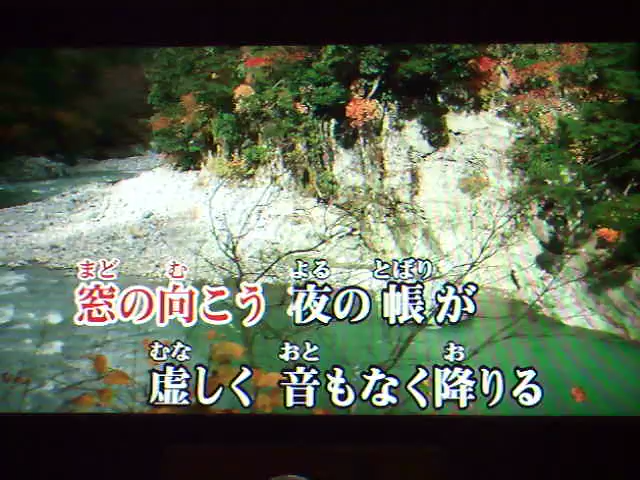 まど む よる とばり
窓の向こう 夜の帳が
むな おと お
虚しく 音もなく降りる